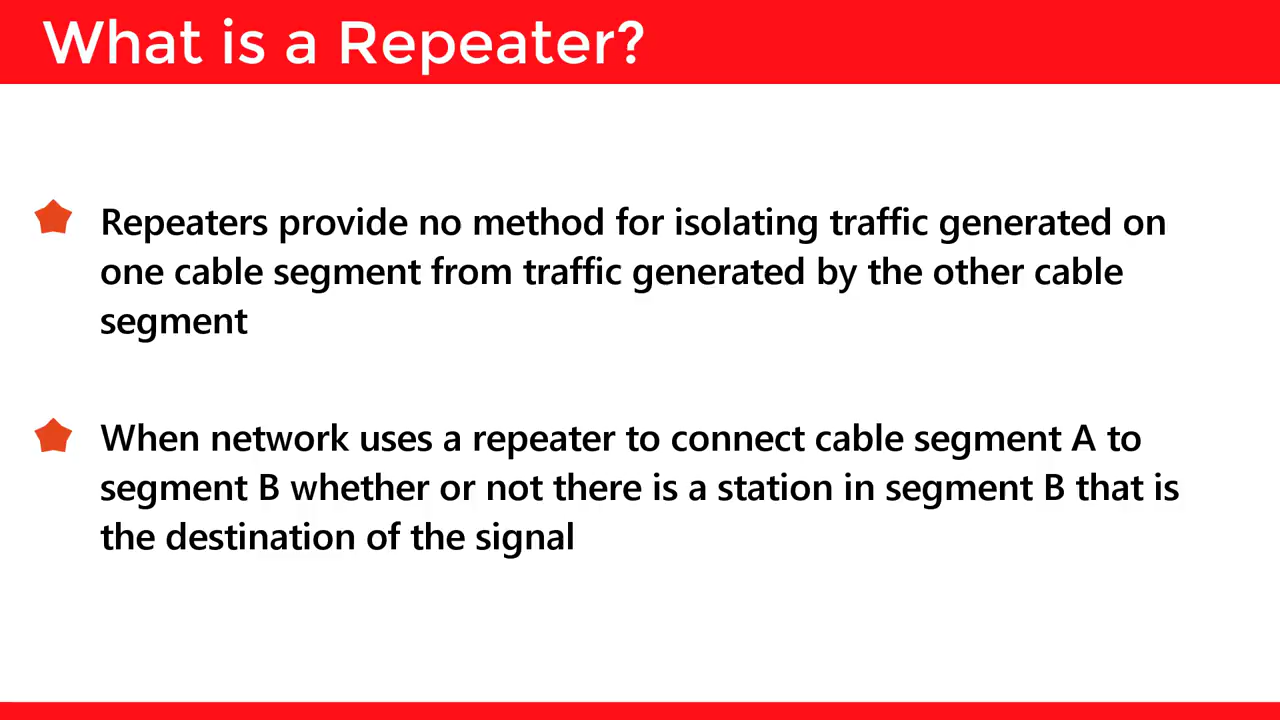 What is a Repeater?
Repeaters provide no method for isolating traffic generated on
one cable segment from traffic generated by the other cable
segment
When network uses a repeater to connect cable segment A to
segment B whether or not there is a station in segment B that is
the destination of the signal